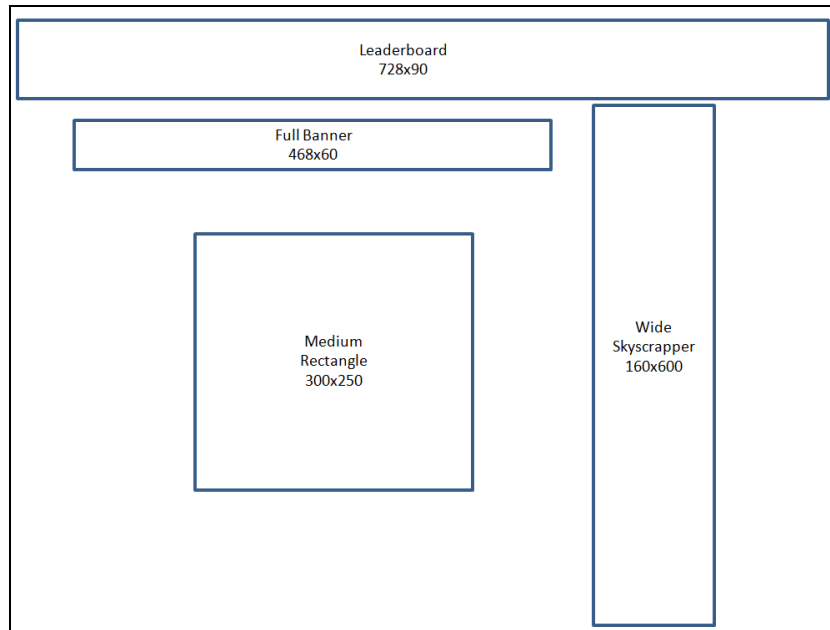 Leaderboard
728x90
Full Banner
468x60
Medium
Rectangle
300x250
Wide
Skyscrapper
160x600